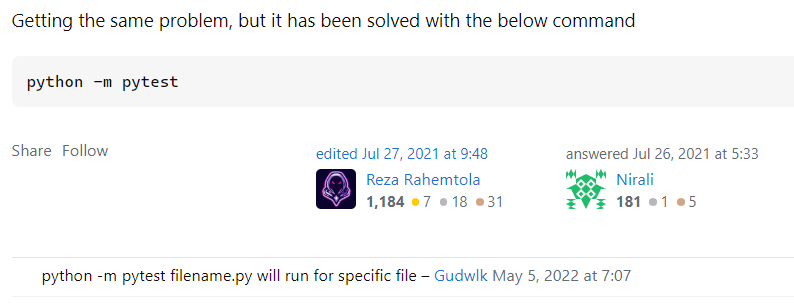 Getting the same problem, but it has been solved with the below command
python -m pytest
Share Follow
edited Jul 27, 2021 at 9:48
Reza Rahemtola
1,184 7 18 31
answered Jul 26, 2021 at 5:33
Nirali
181 1 5
python -m pytest filename.py will run for specific file – Gudwlk May 5, 2022 at 7:07